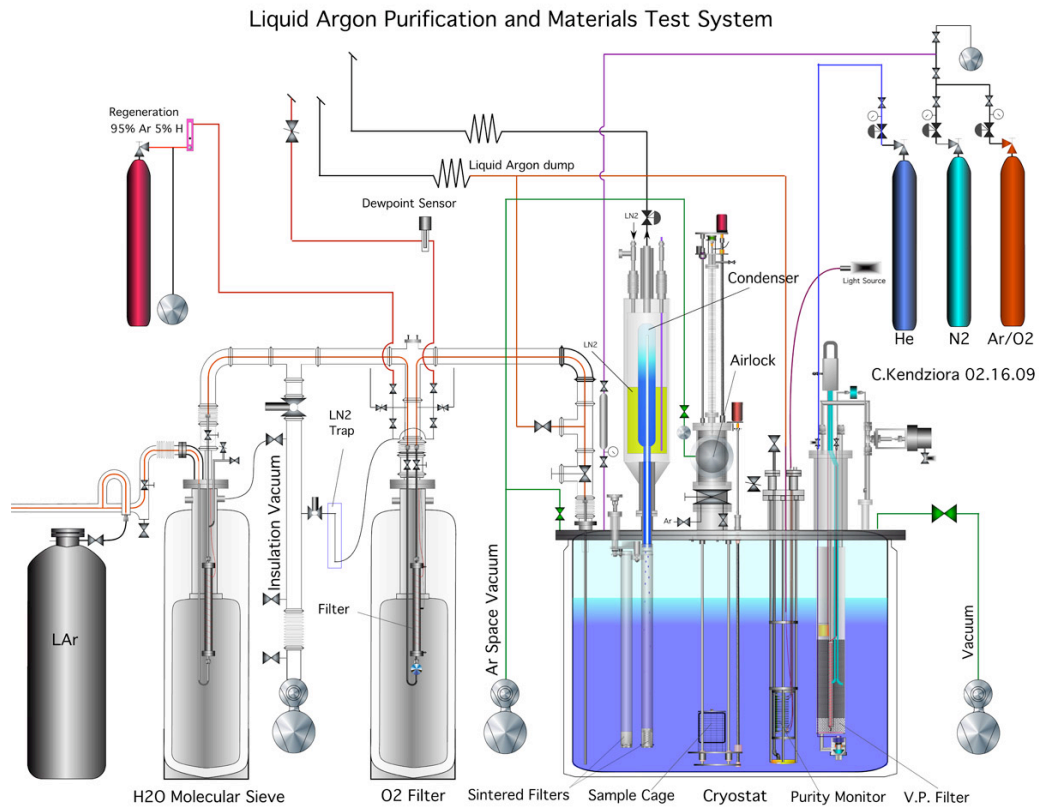 Liquid Argon Purification and Materials Test System
Regeneration
95% Ar 5% H
Liquid Argon dump
Dewpoint Sensor
LN2
Condenser
Light Source
He
N2
Ar/O2
LN2
Airlock
C.Kendziora 02.16.09
LN2
Trap
Insulation Vacuum
Ar
Filter
LAr
Ar Space Vacuum
Vacuum
H2O Molecular Sieve
O2 Filter
Sintered Filters
Sample Cage
Cryostat
Purity Monitor
V.P. Filter